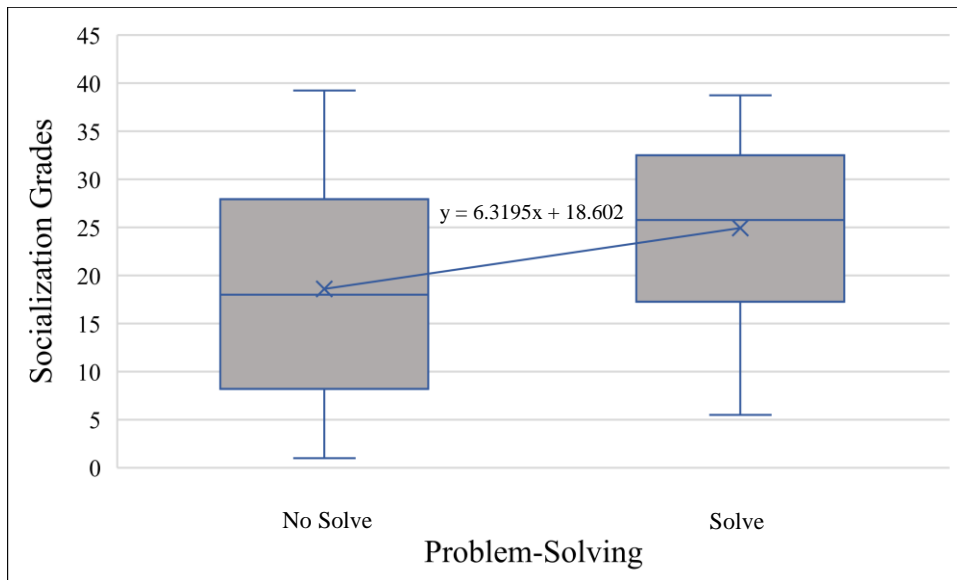 45
40
35
30
25
20
15
10
5
0
Socialization Grades
y = 6.3195x + 18.602
No Solve
Solve
Problem-Solving